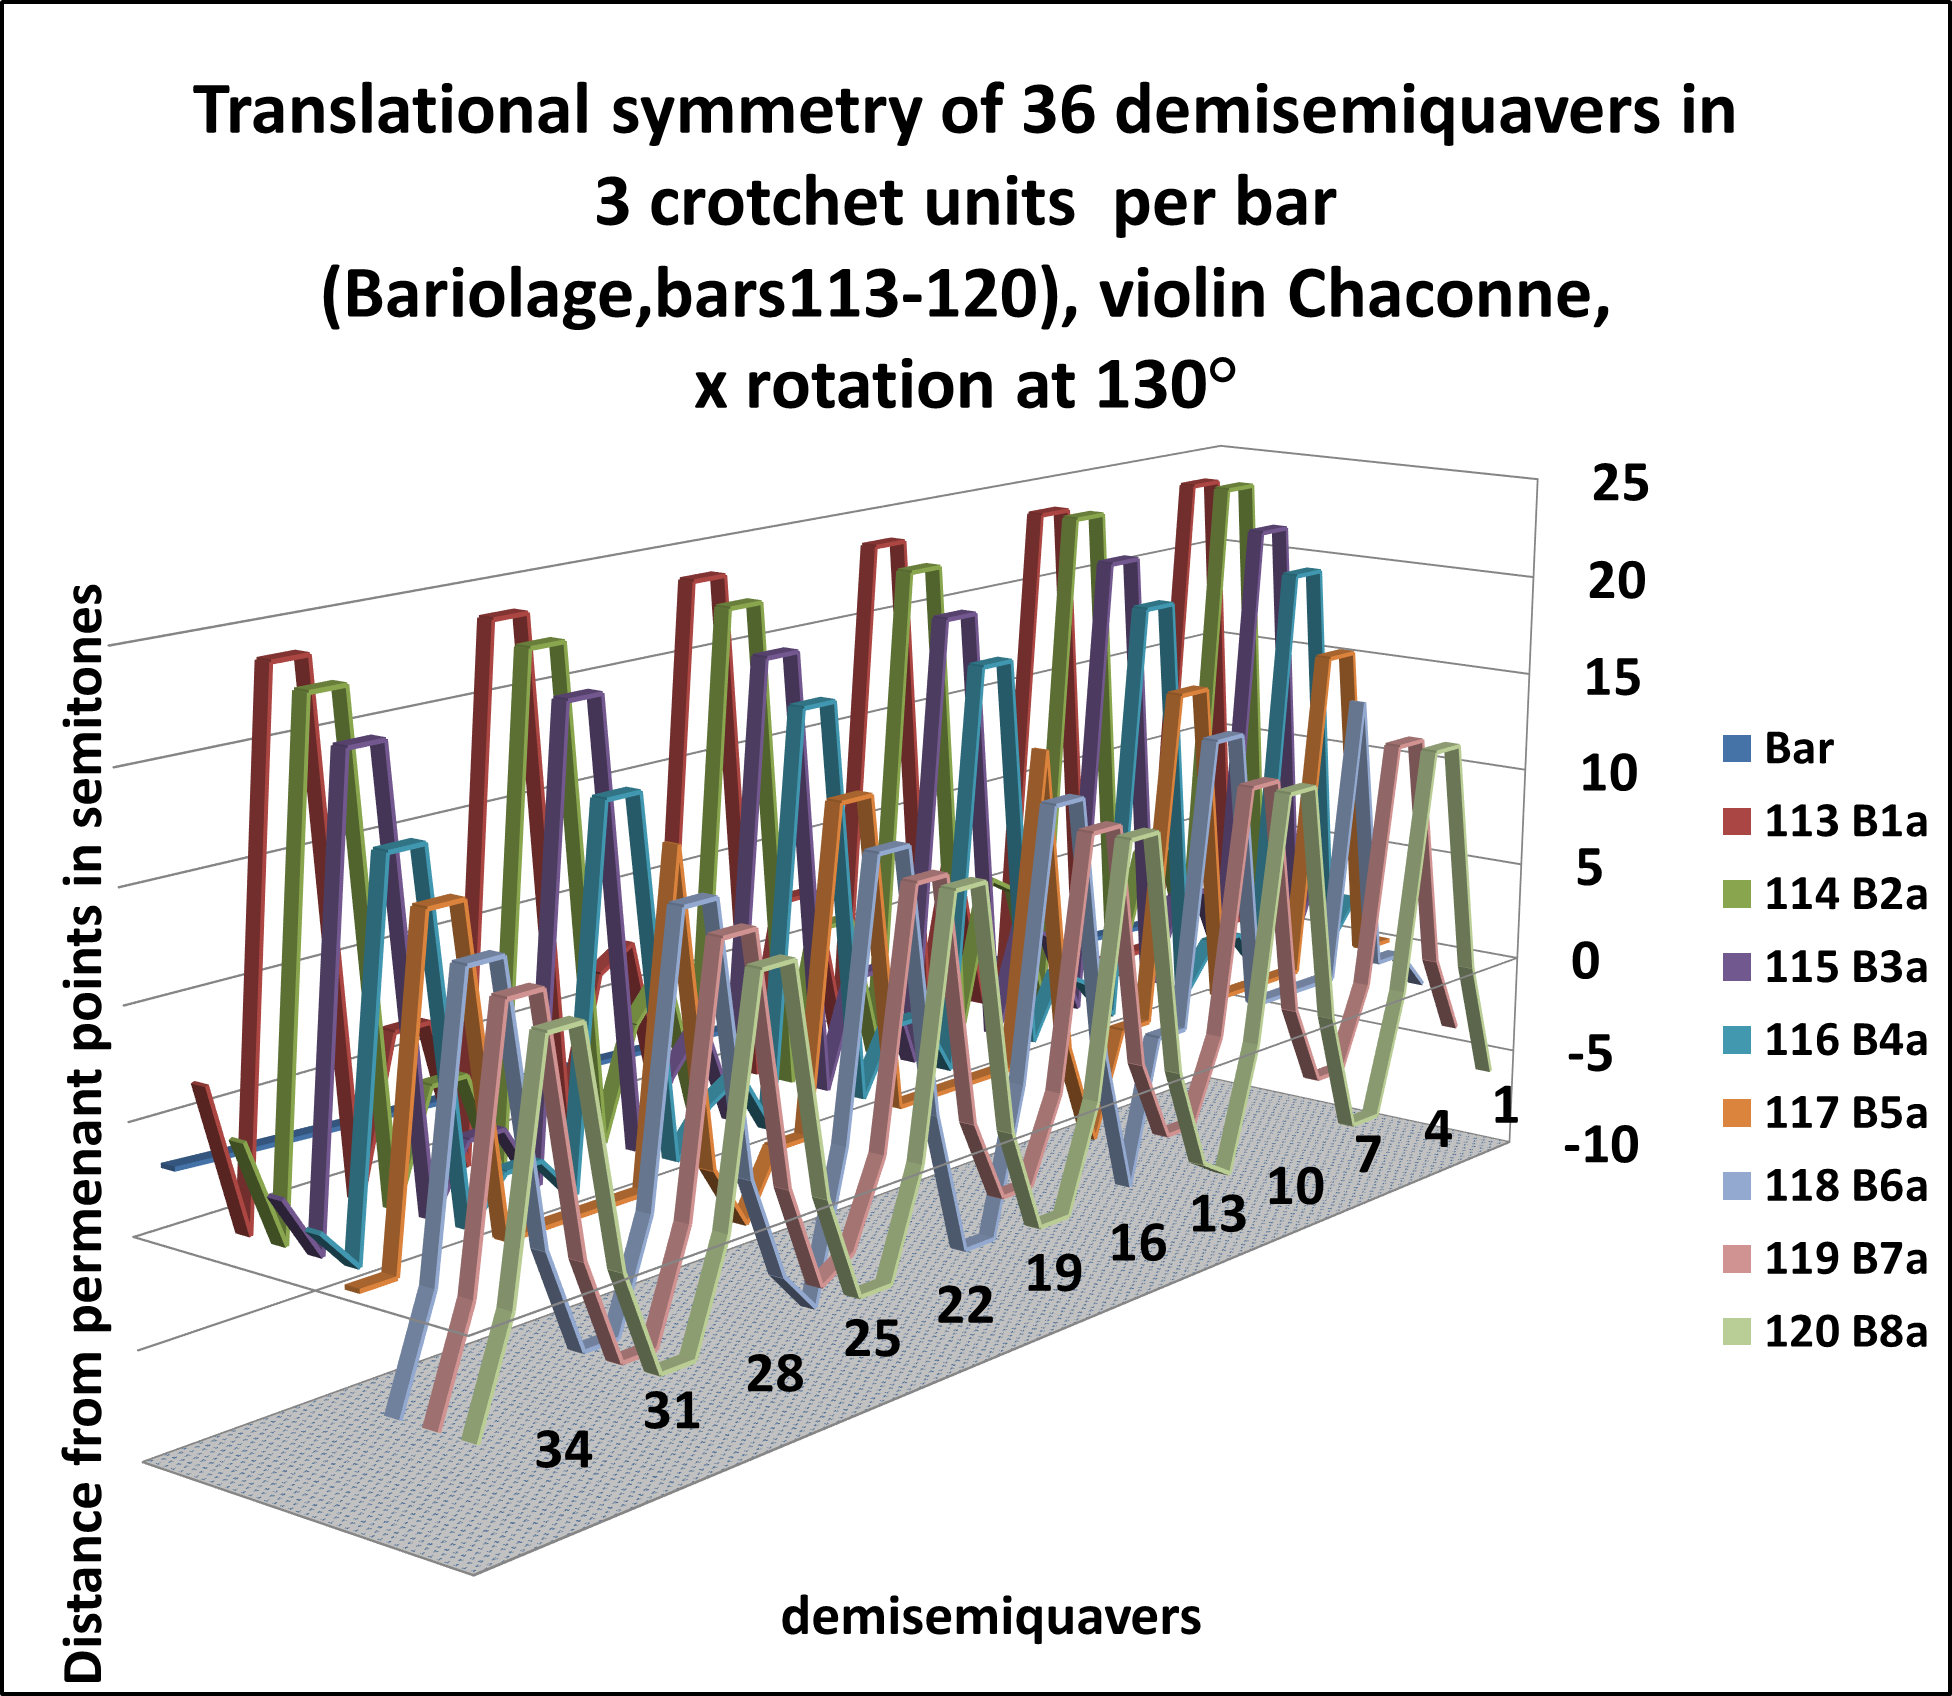 Translational symmetry of 36 demisemiquavers in
3 crotchet units  per bar
(Bariolage,bars113-120), violin Chaconne,
x rotation at 130°
Distance from permenant points in semitones
25
20
15
10
5
0
-5
-10
1
4
7
10
13
16
19
22
25
28
31
34
demisemiquavers
Bar
113 B1a
114 B2a
115 B3a
116 B4a
117 B5a
118 B6a
119 B7a
120 B8a